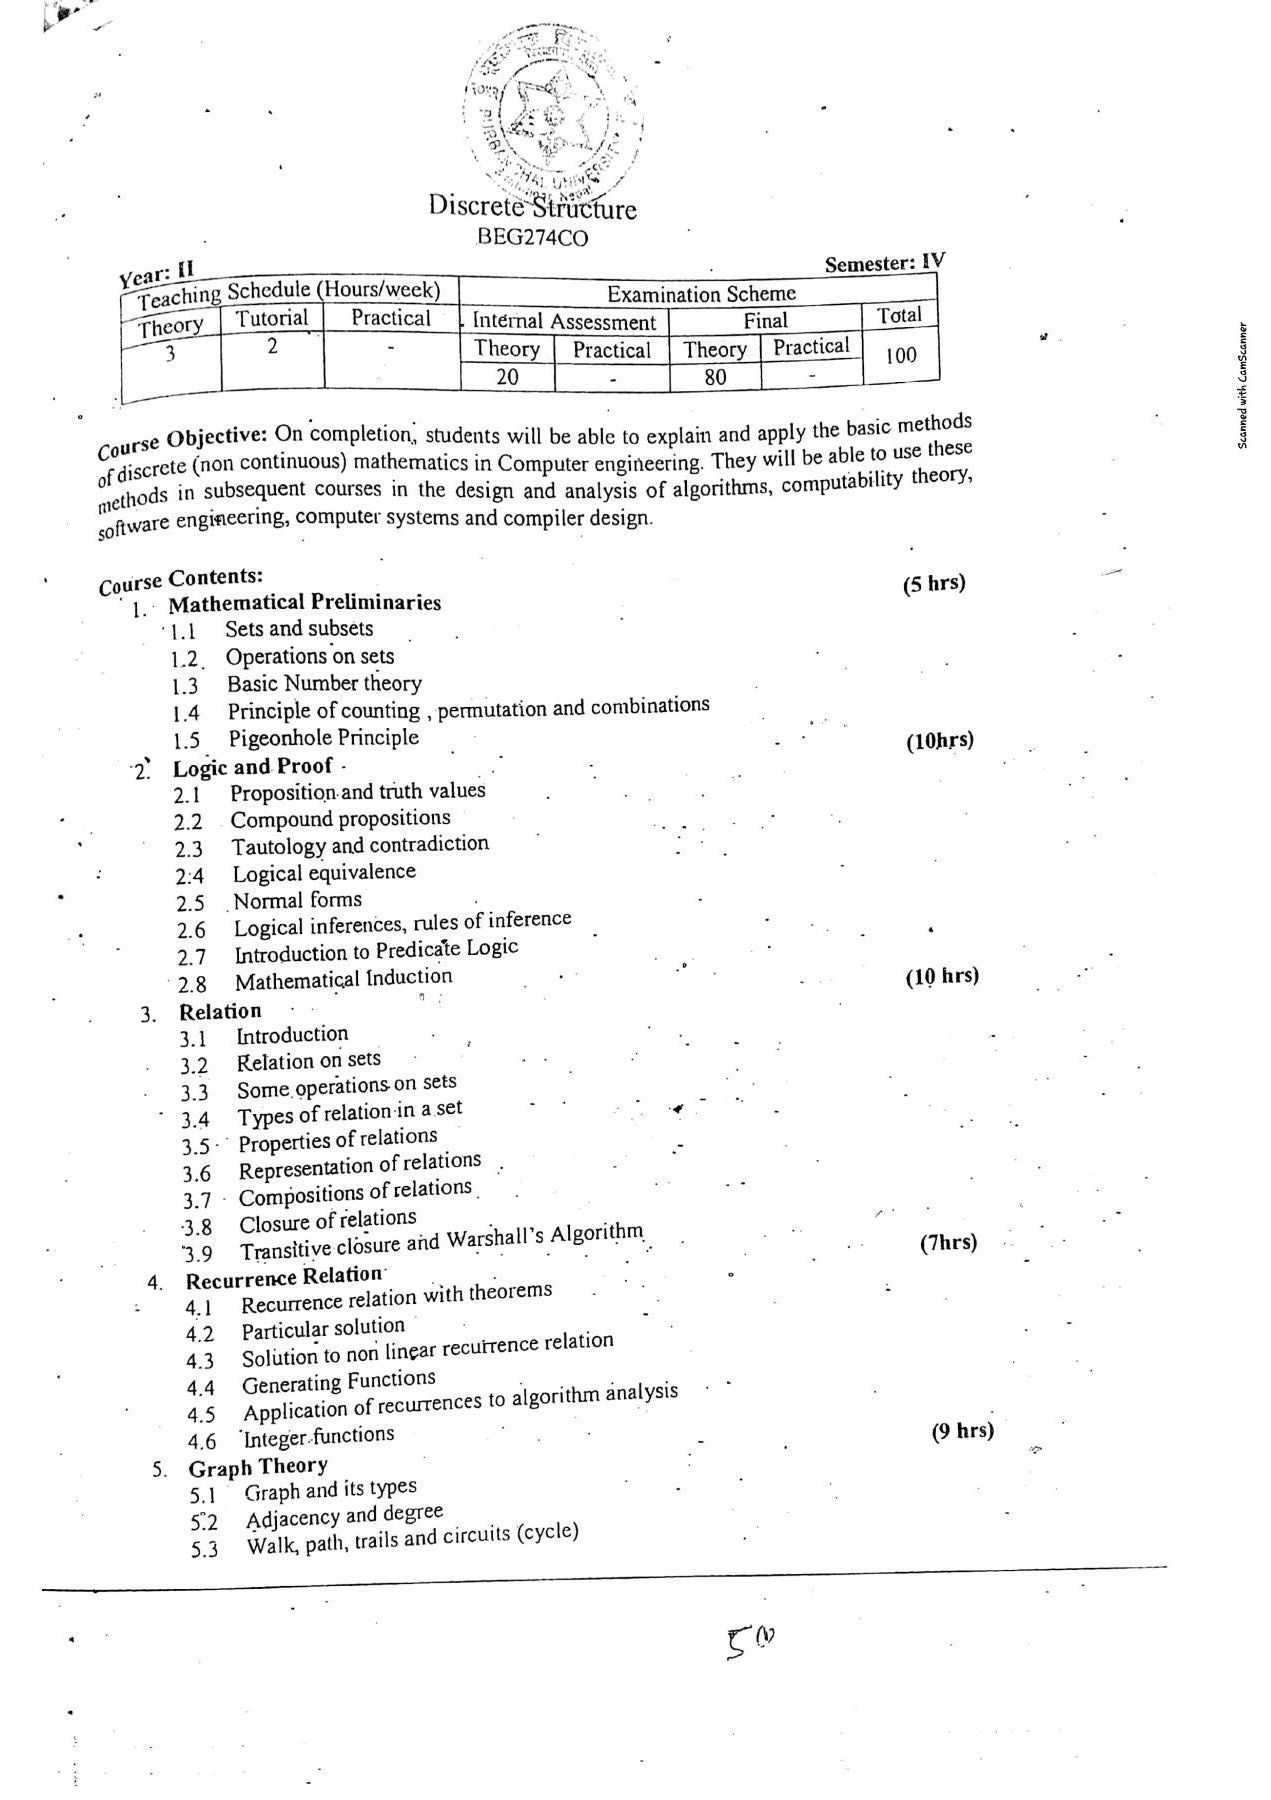 PURBANCHAL UNIVERSITY
Discrete Structure
BEG274CO
Year: II Semester: IV
Teaching Schedule (Hours/week) Examination Scheme
Theory Tutorial Practical Internal Assessment Final Total
3 2 - Theory Practical Theory Practical 100
20 - 80 -
Course Objective: On completion, students will be able to explain and apply the basic methods
of discrete (non continuous) mathematics in Computer engineering. They will be able to use these
methods in subsequent courses in the design and analysis of algorithms, computability theory,
software engineering, computer systems and compiler design.
Course Contents:
1. Mathematical Preliminaries (5 hrs)
1.1 Sets and subsets
1.2 Operations on sets
1.3 Basic Number theory
1.4 Principle of counting , permutation and combinations
1.5 Pigeonhole Principle
2. Logic and Proof (10hrs)
2.1 Proposition and truth values
2.2 Compound propositions
2.3 Tautology and contradiction
2.4 Logical equivalence
2.5 Normal forms
2.6 Logical inferences, rules of inference
2.7 Introduction to Predicate Logic
2.8 Mathematical Induction
3. Relation (10 hrs)
3.1 Introduction
3.2 Relation on sets
3.3 Some operations on sets
3.4 Types of relation in a set
3.5 Properties of relations
3.6 Representation of relations
3.7 Compositions of relations
3.8 Closure of relations
3.9 Transitive closure and Warshall's Algorithm
4. Recurrence Relation (7hrs)
4.1 Recurrence relation with theorems
4.2 Particular solution
4.3 Solution to non linear recurrence relation
4.4 Generating Functions
4.5 Application of recurrences to algorithm analysis
4.6 Integer functions
5. Graph Theory (9 hrs)
5.1 Graph and its types
5.2 Adjacency and degree
5.3 Walk, path, trails and circuits (cycle)
Scanned with CamScanner